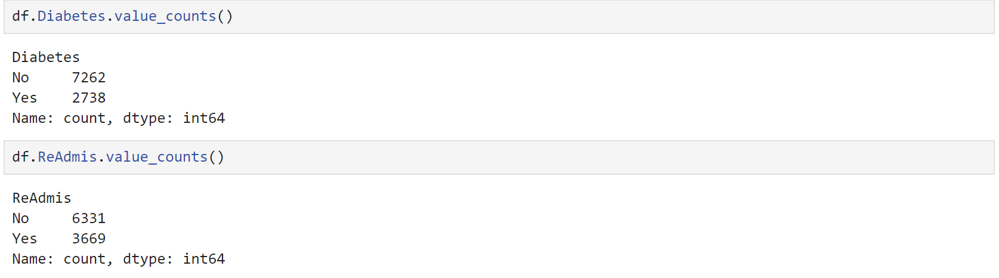 df.Diabetes.value_counts()
Diabetes
No     7262
Yes    2738
Name: count, dtype: int64
df.ReAdmis.value_counts()
ReAdmis
No     6331
Yes    3669
Name: count, dtype: int64